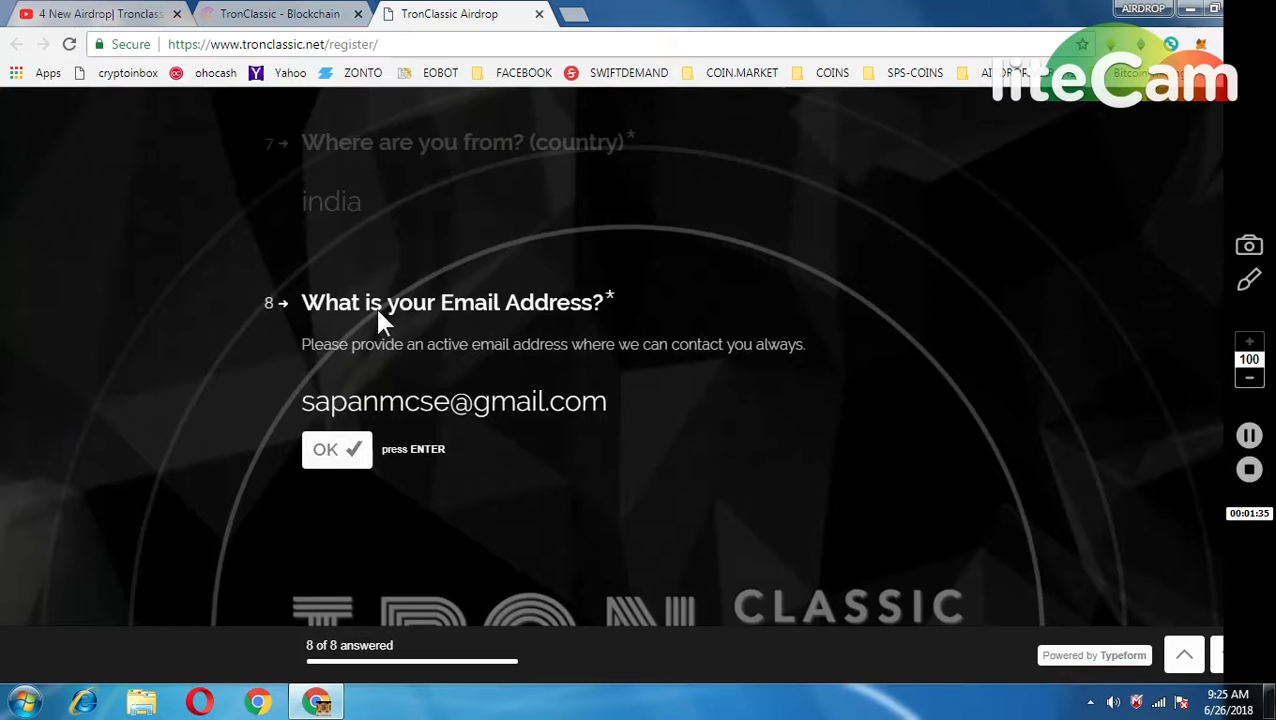 4 New Airdrop| Tronclass
TronClassic - Blockchain
TronClassic Airdrop
AIRDROP
Secure
https://www.tronclassic.net/register/
Apps
cryptoinbox
ohocash
Yahoo
ZONTO
EOBOT
FACEBOOK
SWIFTDEMAND
COIN.MARKET
COINS
SPS-COINS
liteCam
7
Where are you from? (country)*
india
8
What is your Email Address?*
Please provide an active email address where we can contact you always.
sapanmcse@gmail.com
OK
press ENTER
100
00:01:35
TRON CLASSIC
8 of 8 answered
Powered by Typeform
9:25 AM
6/26/2018